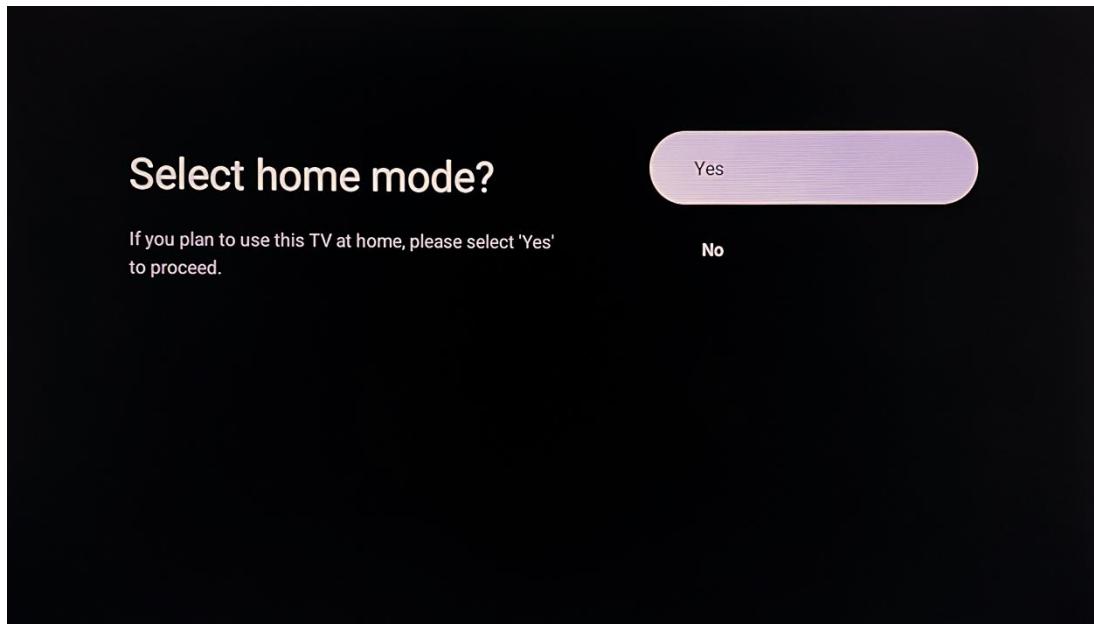 Select home mode?
If you plan to use this TV at home, please select 'Yes'
to proceed.
Yes
No